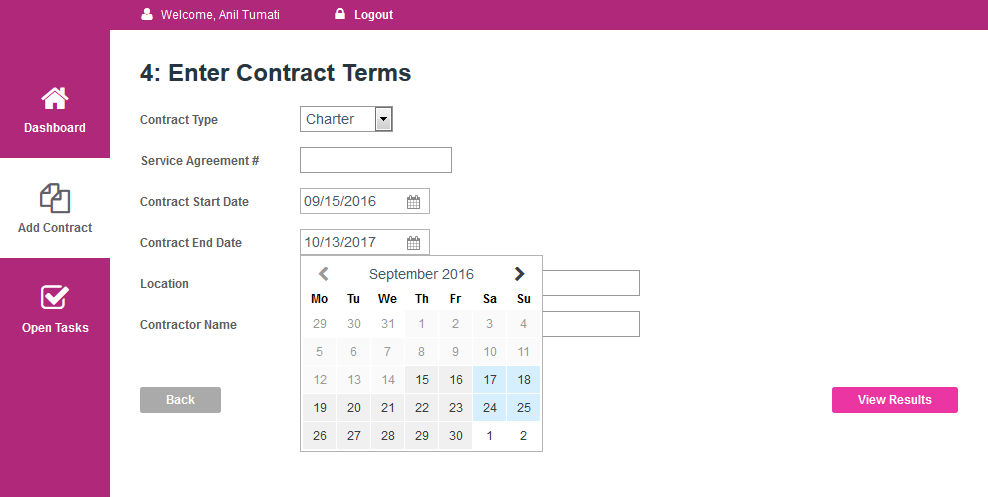 Welcome, Anil Tumati Logout
Dashboard
Add Contract
Open Tasks
4: Enter Contract Terms
Contract Type Charter
Service Agreement #
Contract Start Date 09/15/2016
Contract End Date 10/13/2017
Location
Contractor Name
September 2016
Mo Tu We Th Fr Sa Su
29 30 31 1 2 3 4
5 6 7 8 9 10 11
12 13 14 15 16 17 18
19 20 21 22 23 24 25
26 27 28 29 30 1 2
Back View Results